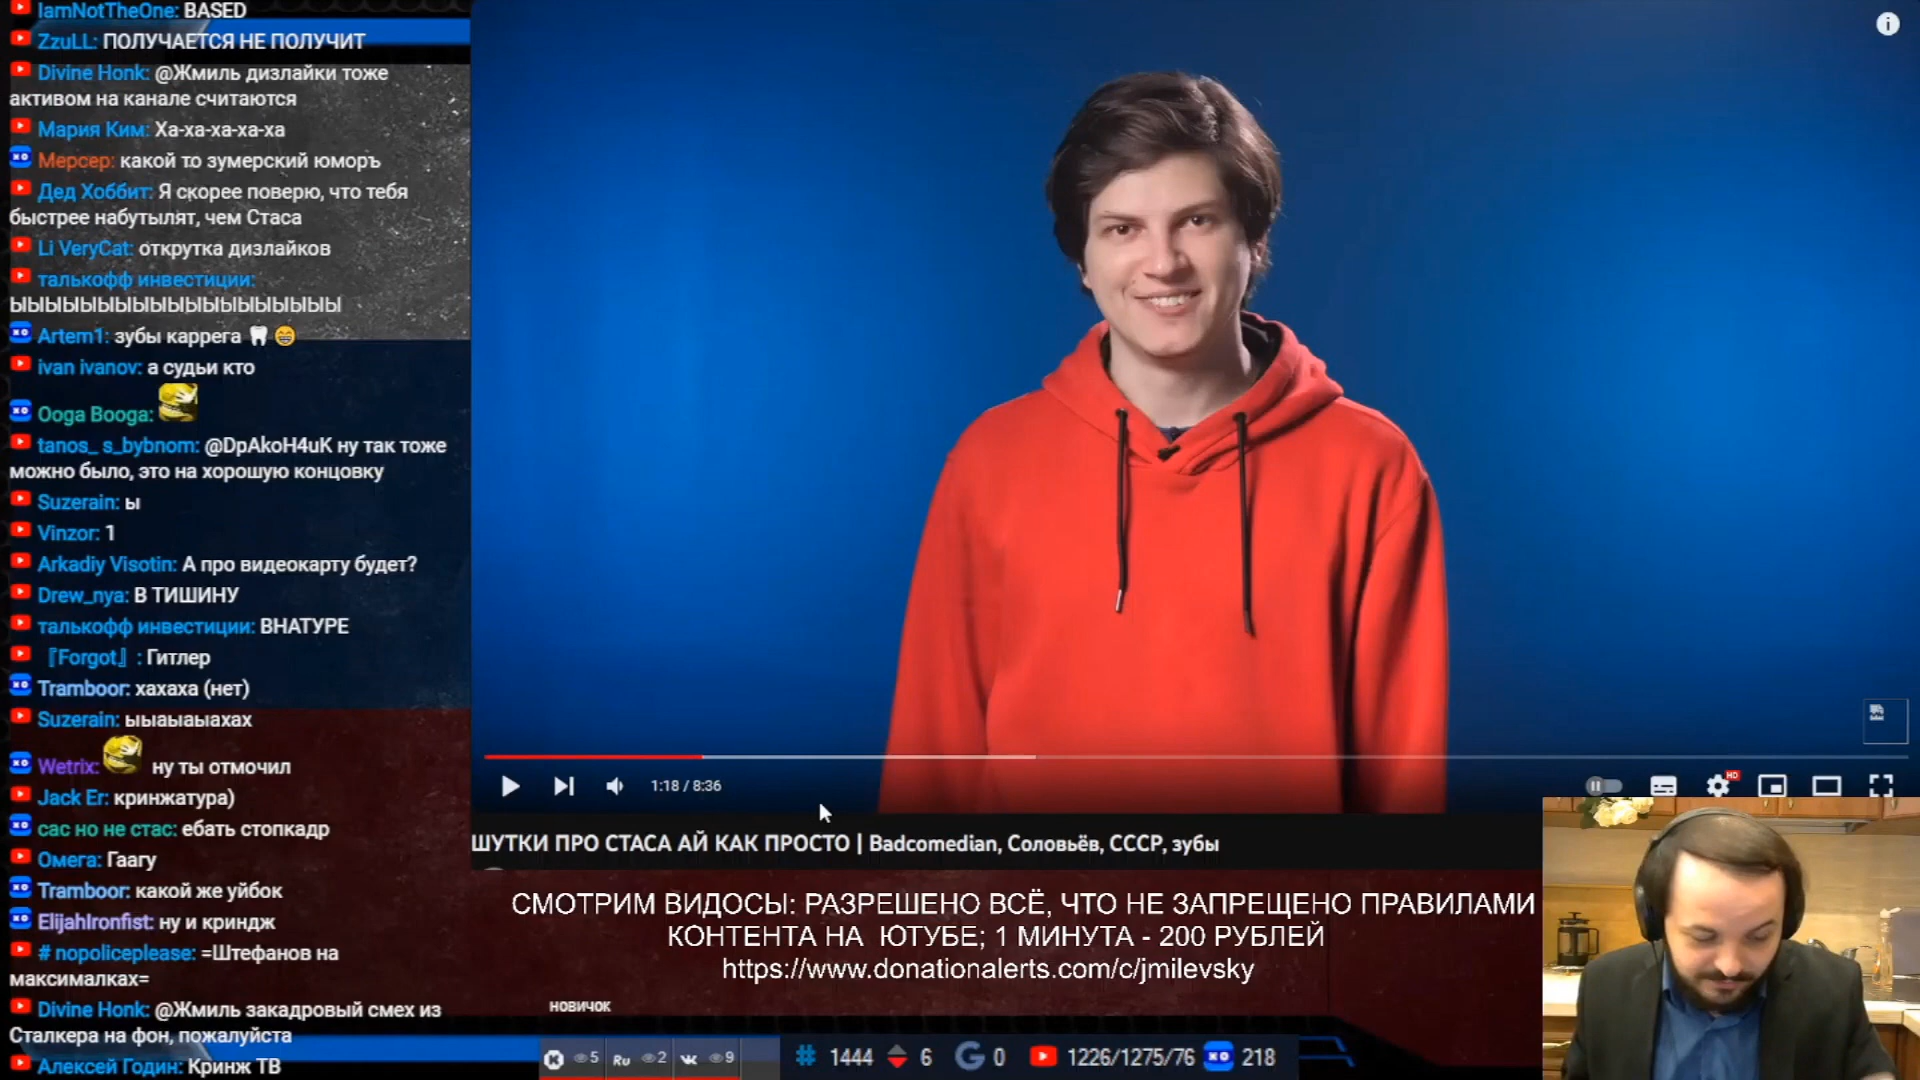 IamNotTheOne: BASED
ZzuLL: ПОЛУЧАЕТСЯ НЕ ПОЛУЧИТ
Divine Honk: @Жмиль дизлайки тоже
активом на канале считаются
Мария Ким: Ха-ха-ха-ха-ха
Мерсер: какой то зумерский юморъ
Дед Хоббит: Я скорее поверю, что тебя
быстрее набутылят, чем Стаса
Li VeryCat: открутка дизлайков
талькофф инвестиции:
ЫЫЫЫЫЫЫЫЫЫЫЫЫЫЫЫЫЫЫ
Artem1: зубы каррега 🦷😁
ivan ivanov: а судьи кто
Ooga Booga:
tanos_ s_bybnom: @DpAkoH4uK ну так тоже
можно было, это на хорошую концовку
Suzerain: ы
Vinzor: 1
Arkadiy Visotin: А про видеокарту будет?
Drew_nya: В ТИШИНУ
талькофф инвестиции: ВНАТУРЕ
『Forgot』: Гитлер
Tramboor: хахаха (нет)
Suzerain: ыыаыаыахах
Wetrix: ну ты отмочил
Jack Er: кринжатура)
сас но не стас: ебать стопкадр
Омега: Гаагу
Tramboor: какой же уйбок
ElijahIronfist: ну и криндж
# nopoliceplease: =Штефанов на
максималках=
Divine Honk: @Жмиль закадровый смех из
Сталкера на фон, пожалуйста
Алексей Годин: Кринж ТВ
1:18 / 8:36
HD
ШУТКИ ПРО СТАСА АЙ КАК ПРОСТО | Badcomedian, Соловьёв, СССР, зубы
СМОТРИМ ВИДОСЫ: РАЗРЕШЕНО ВСЁ, ЧТО НЕ ЗАПРЕЩЕНО ПРАВИЛАМИ
КОНТЕНТА НА ЮТУБЕ; 1 МИНУТА - 200 РУБЛЕЙ
https://www.donationalerts.com/c/jmilevsky
новичок
5 Ru 2 9 # 1444 6 G 0 1226/1275/76 XO 218